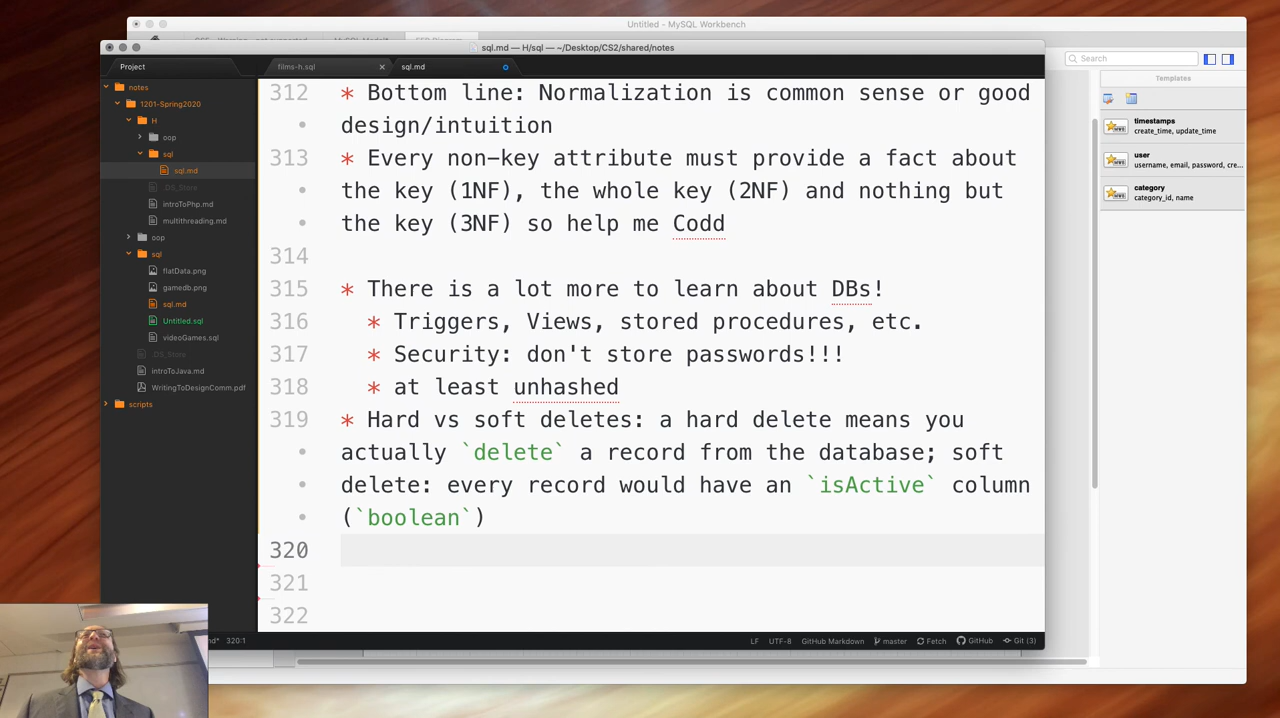 Untitled - MySQL Workbench
sql.md — H/sql — ~/Desktop/CS2/shared/notes
Project
films-h.sql
sql.md
Search
Templates
timestamps
create_time, update_time
user
username, email, password, cre...
category
category_id, name
notes
1201-Spring2020
H
oop
sql
sql.md
.DS_Store
introToPhp.md
multithreading.md
oop
sql
flatData.png
gamedb.png
sql.md
Untitled.sql
videoGames.sql
.DS_Store
introToJava.md
WritingToDesignComm.pdf
scripts
312 * Bottom line: Normalization is common sense or good
• design/intuition
313 * Every non-key attribute must provide a fact about
• the key (1NF), the whole key (2NF) and nothing but
• the key (3NF) so help me Codd
314
315 * There is a lot more to learn about DBs!
316 * Triggers, Views, stored procedures, etc.
317 * Security: don't store passwords!!!
318 * at least unhashed
319 * Hard vs soft deletes: a hard delete means you
• actually `delete` a record from the database; soft
• delete: every record would have an `isActive` column
• (`boolean`)
320
321
322
320:1
LF UTF-8 GitHub Markdown master Fetch GitHub Git (3)